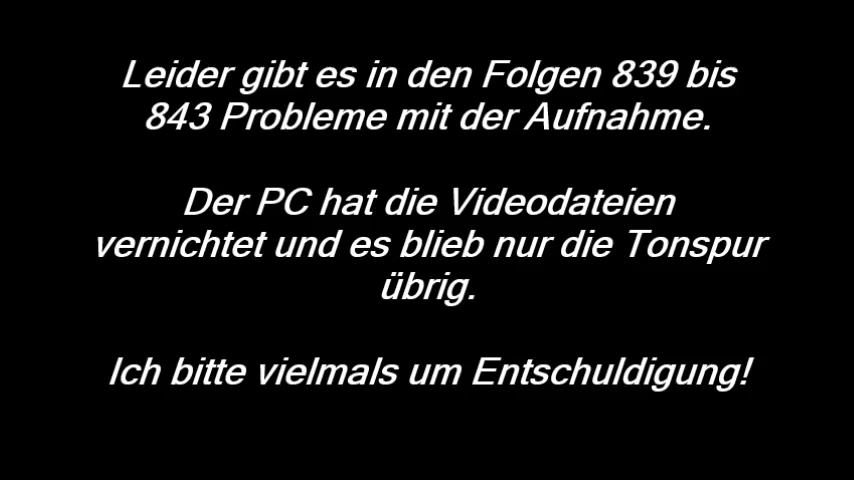 Leider gibt es in den Folgen 839 bis
843 Probleme mit der Aufnahme.
Der PC hat die Videodateien
vernichtet und es blieb nur die Tonspur
übrig.
Ich bitte vielmals um Entschuldigung!